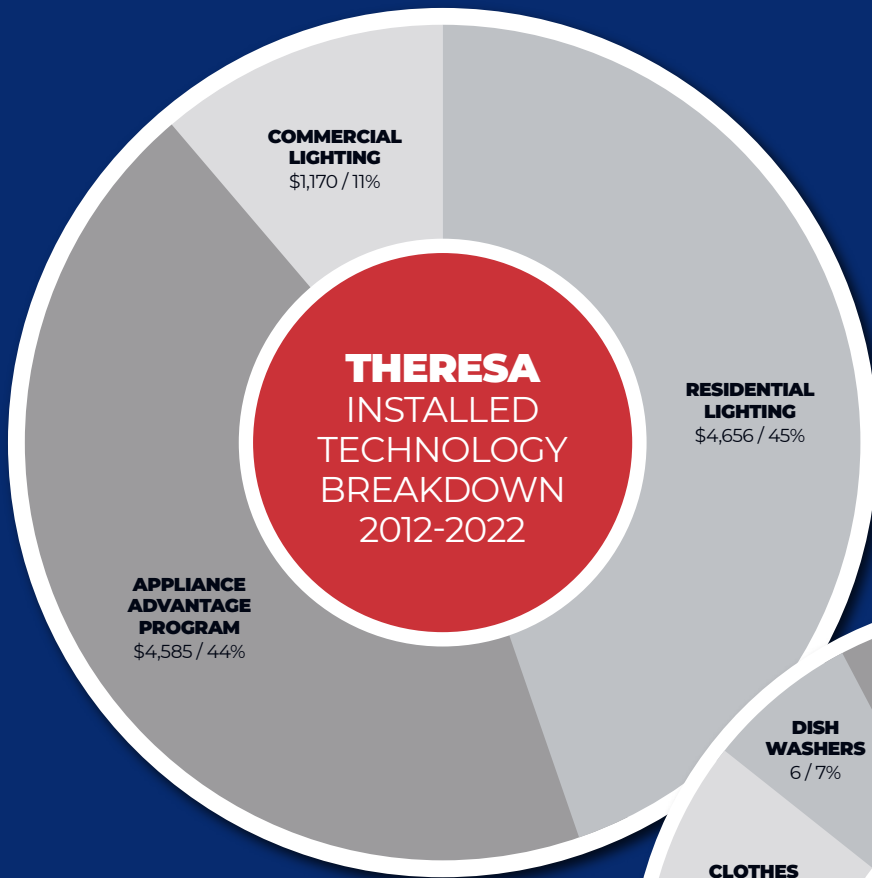 COMMERCIAL
LIGHTING
$1,170 / 11%
THERESA
INSTALLED
TECHNOLOGY
BREAKDOWN
2012-2022
RESIDENTIAL
LIGHTING
$4,656 / 45%
APPLIANCE
ADVANTAGE
PROGRAM
$4,585 / 44%
DISH
WASHERS
6 / 7%
CLOTHES